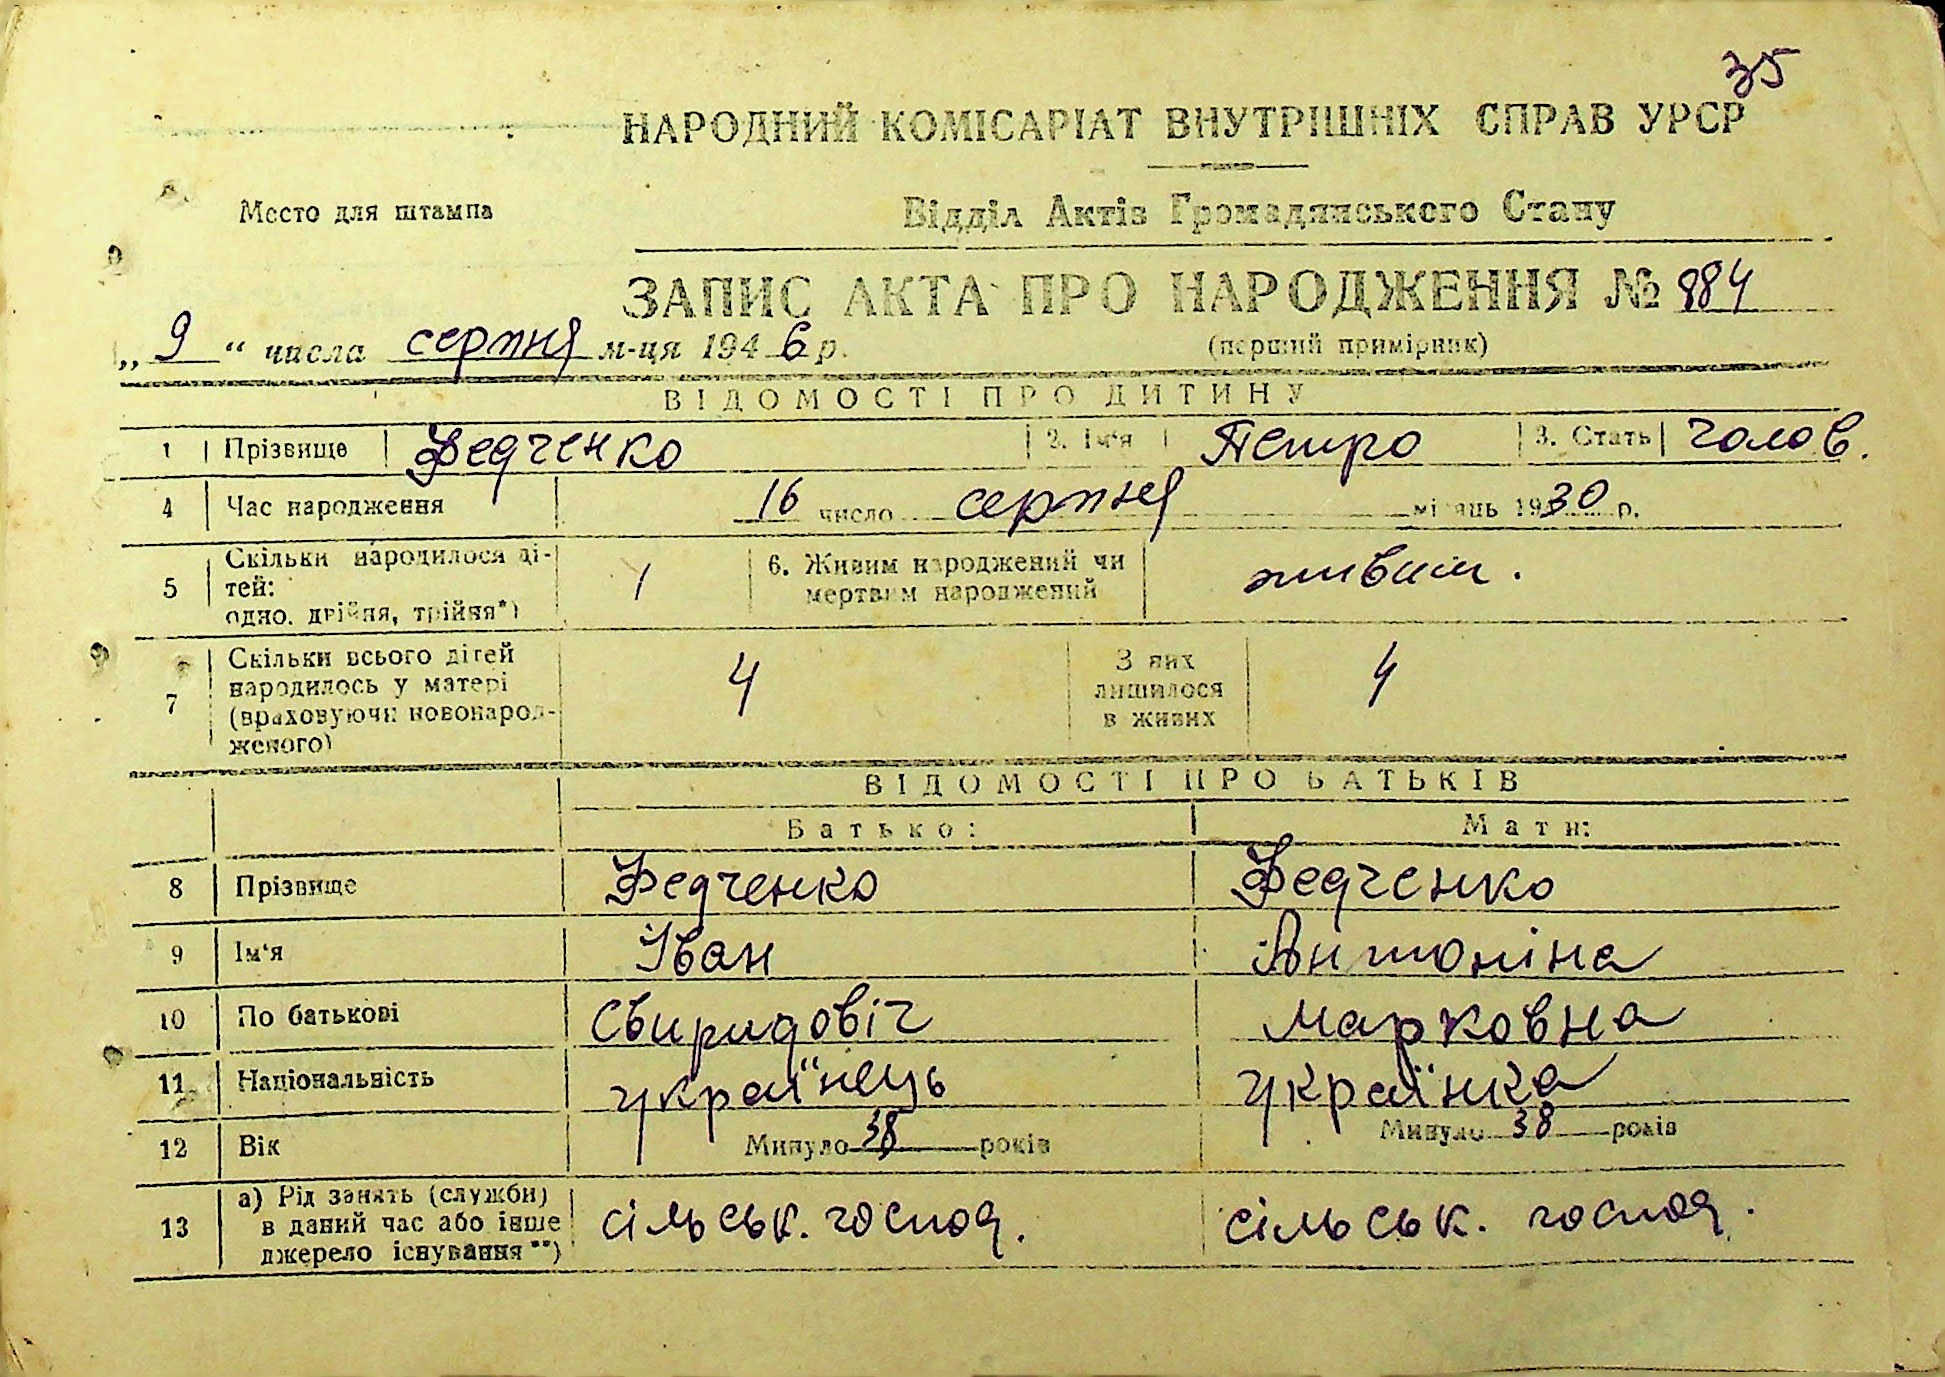 35
НАРОДНИЙ КОМІСАРІАТ ВНУТРІШНІХ СПРАВ УРСР
Место для штампа
Відділ Актів Громадянського Стану
ЗАПИС АКТА ПРО НАРОДЖЕННЯ № 884
„ 9 “ числа серпня м-ця 1946 р.
(перший примірник)
ВІДОМОСТІ ПРО ДИТИНУ
1 Прізвище Федченко 2. Ім'я Петро 3. Стать чолов.
4 Час народження 16 число серпня місяць 1930 р.
5 Скільки народилося дітей: одно, двійня, трійня*) 1 6. Живим народжений чи мертвим народжений живим.
7 Скільки всього дітей народилось у матері (враховуючи новонародженого) 4 З них лишилося в живих 4
ВІДОМОСТІ ПРО БАТЬКІВ
Батько: Мати:
8 Прізвище Федченко Федченко
9 Ім'я Іван Антоніна
10 По батькові Свиридовіч Марковна
11 Національність українець українка
12 Вік Минуло 38 років Минуло 38 років
13 а) Рід занять (служби) в даний час або інше джерело існування**) сільськ. господ. сільськ. господ.